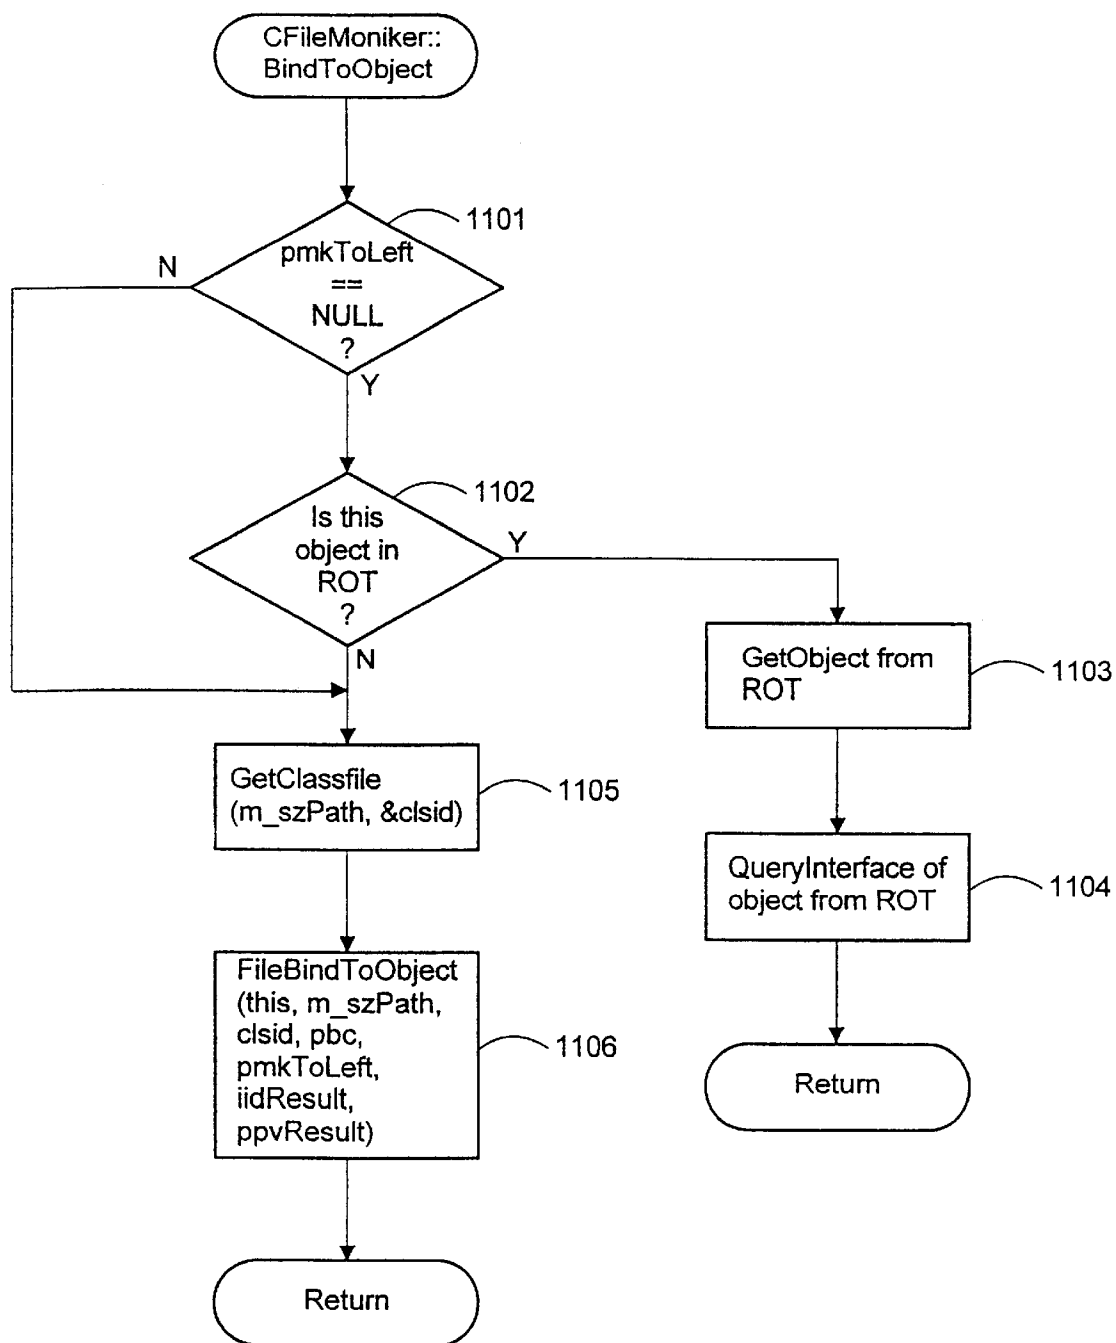 CFileMoniker::
BindToObject
1101
pmkToLeft
==
NULL
?
N
Y
1102
Is this
object in
ROT
?
Y
N
GetObject from
ROT
1103
GetClassfile
(m_szPath, &clsid)
1105
QueryInterface of
object from ROT
1104
FileBindToObject
(this, m_szPath,
clsid, pbc,
pmkToLeft,
iidResult,
ppvResult)
1106
Return
Return